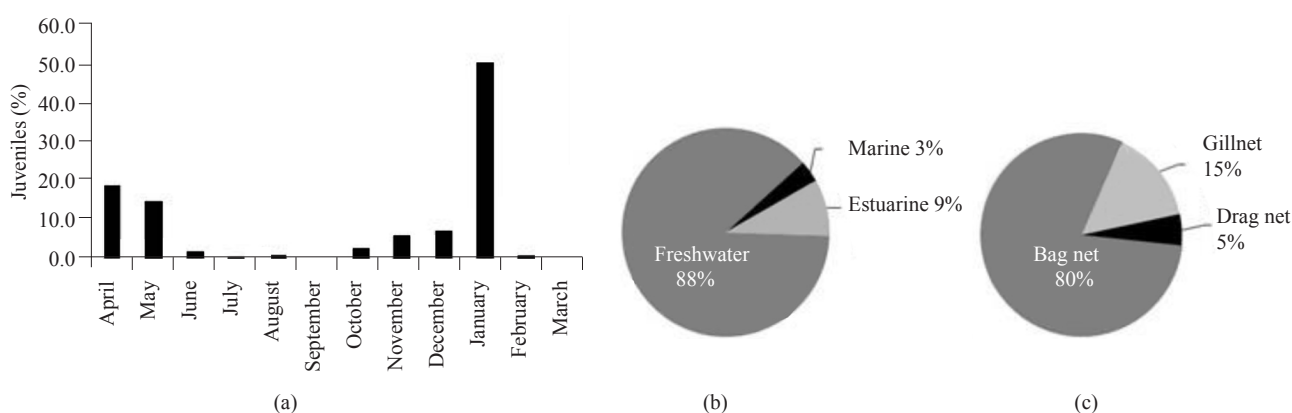 60.0
50.0
40.0
30.0
20.0
10.0
0.0
Juveniles (%)
April
May
June
July
August
September
October
November
December
January
February
March
(a)
Marine 3%
Estuarine 9%
Freshwater
88%
(b)
Gillnet
15%
Drag net
5%
Bag net
80%
(c)